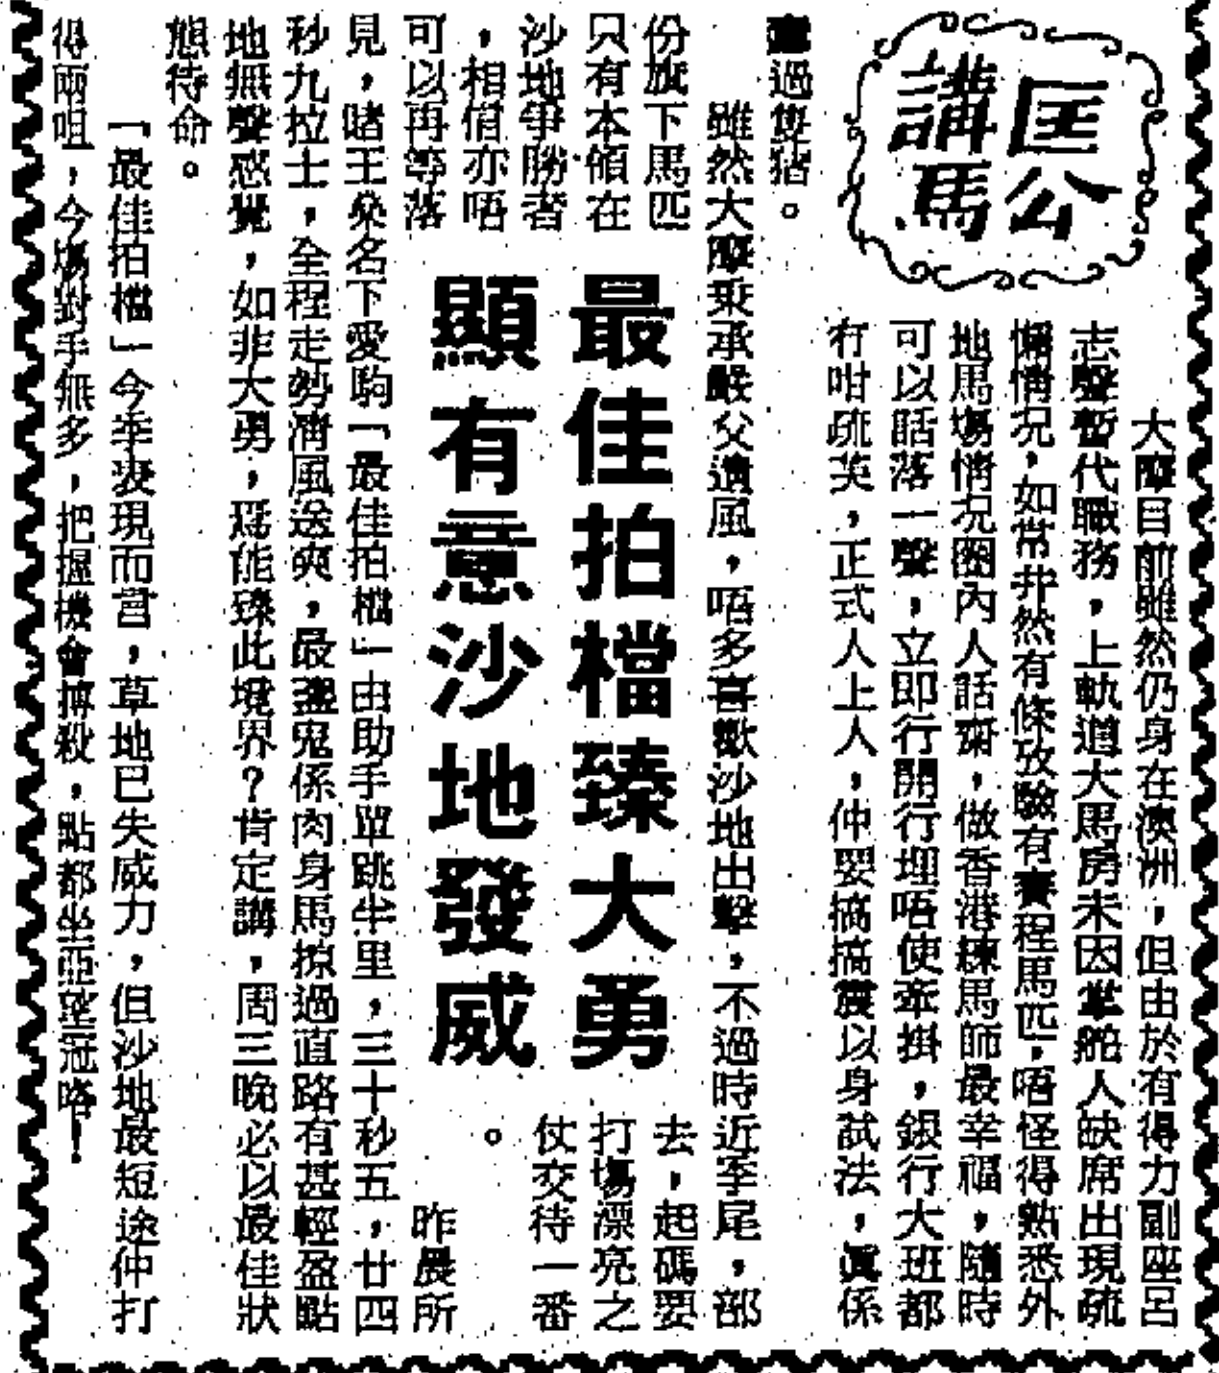 匡公
講馬
最佳拍檔臻大勇
顯有意沙地發威
大摩目前雖然仍身在澳洲，但由於有得力副座呂
志聲暫代職務，上軌道大馬房未因掌舵人缺席出現疏
懶情況，如常井然有條放驗有賽程馬匹，唔怪得熟悉外
地馬場情況圈內人話齋，做香港練馬師最幸福，隨時
可以話落一聲，立即行開行埋唔使牽掛，銀行大班都
冇咁疏芙，正式人上人，仲要搞搞震以身試法，眞係
過隻猪。
雖然大摩秉承嚴父遺風，唔多喜歡沙地出擊，不過時近季尾，部
份旗下馬匹
只有本領在
沙地爭勝者
，相信亦唔
可以再等落
去，起碼要
打場漂亮之
仗交待一番
。
昨晨所
見，啫王燊名下愛駒「最佳拍檔」由助手單跳半里，三十秒五，廿四
秒九拉士，全程走勢清風送爽，最盞鬼係肉身馬掠過直路有甚輕盈點
地無聲感覺，如非大勇，焉能臻此境界？肯定講，周三晚必以最佳狀
態待命。
「最佳拍檔」今季表現而言，草地已失威力，但沙地最短途仲打
得兩咀，今場對手無多，把握機會搏殺，點都坐亞望冠咯！